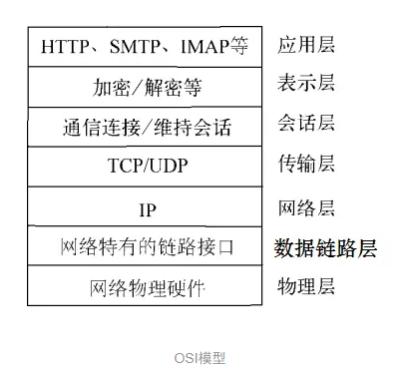 HTTP、SMTP、IMAP等 应用层
加密/解密等 表示层
通信连接/维持会话 会话层
TCP/UDP 传输层
IP 网络层
网络特有的链路接口 数据链路层
网络物理硬件 物理层
OSI模型